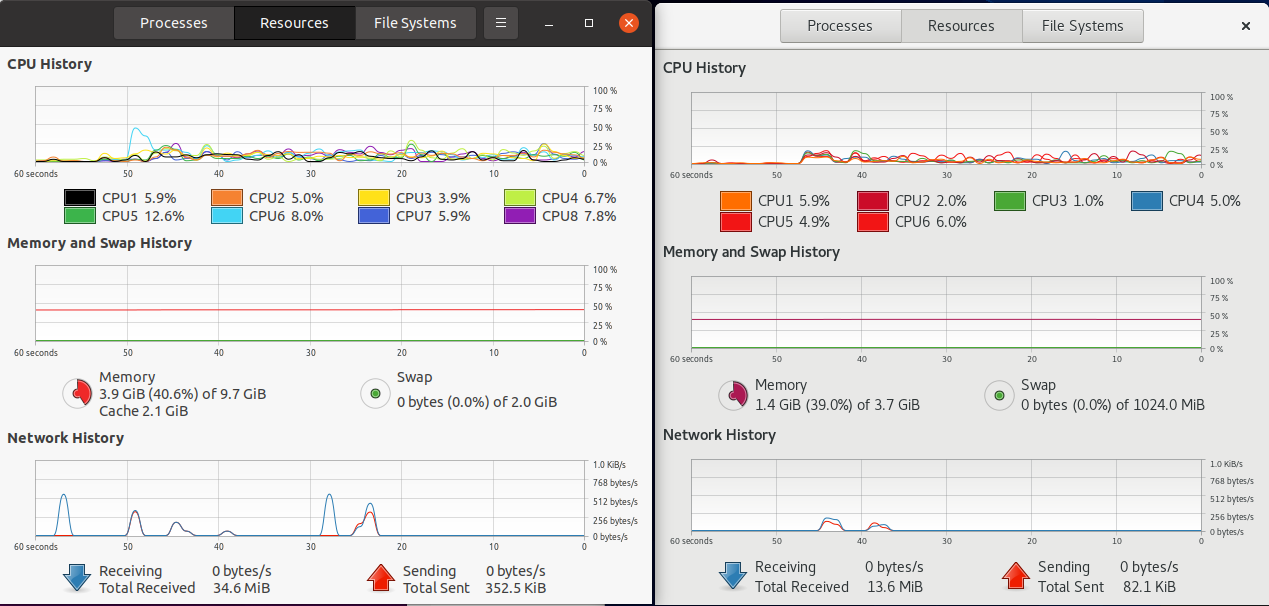 Processes Resources File Systems
CPU History
100 %
75 %
50 %
25 %
0 %
60 seconds 50 40 30 20 10 0
CPU1 5.9% CPU2 5.0% CPU3 3.9% CPU4 6.7%
CPU5 12.6% CPU6 8.0% CPU7 5.9% CPU8 7.8%
Memory and Swap History
100 %
75 %
50 %
25 %
0 %
60 seconds 50 40 30 20 10 0
Memory
3.9 GiB (40.6%) of 9.7 GiB
Cache 2.1 GiB
Swap
0 bytes (0.0%) of 2.0 GiB
Network History
1.0 KiB/s
768 bytes/s
512 bytes/s
256 bytes/s
0 bytes/s
60 seconds 50 40 30 20 10 0
Receiving 0 bytes/s
Total Received 34.6 MiB
Sending 0 bytes/s
Total Sent 352.5 KiB
Processes Resources File Systems
CPU History
100 %
75 %
50 %
25 %
0 %
60 seconds 50 40 30 20 10 0
CPU1 5.9% CPU2 2.0% CPU3 1.0% CPU4 5.0%
CPU5 4.9% CPU6 6.0%
Memory and Swap History
100 %
75 %
50 %
25 %
0 %
60 seconds 50 40 30 20 10 0
Memory
1.4 GiB (39.0%) of 3.7 GiB
Swap
0 bytes (0.0%) of 1024.0 MiB
Network History
1.0 KiB/s
768 bytes/s
512 bytes/s
256 bytes/s
0 bytes/s
60 seconds 50 40 30 20 10 0
Receiving 0 bytes/s
Total Received 13.6 MiB
Sending 0 bytes/s
Total Sent 82.1 KiB